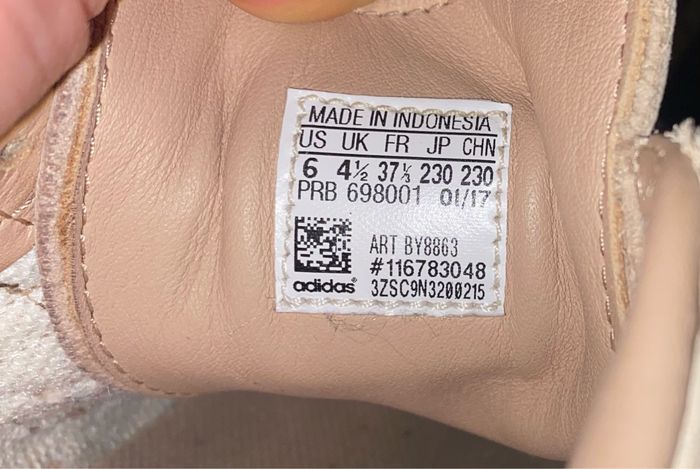 MADE IN INDONESIA
US UK FR JP CHN
6 4½ 37⅓ 230 230
PRB 698001 01/17
ART BY8863
#116783048
adidas® 3ZSC9N3200215